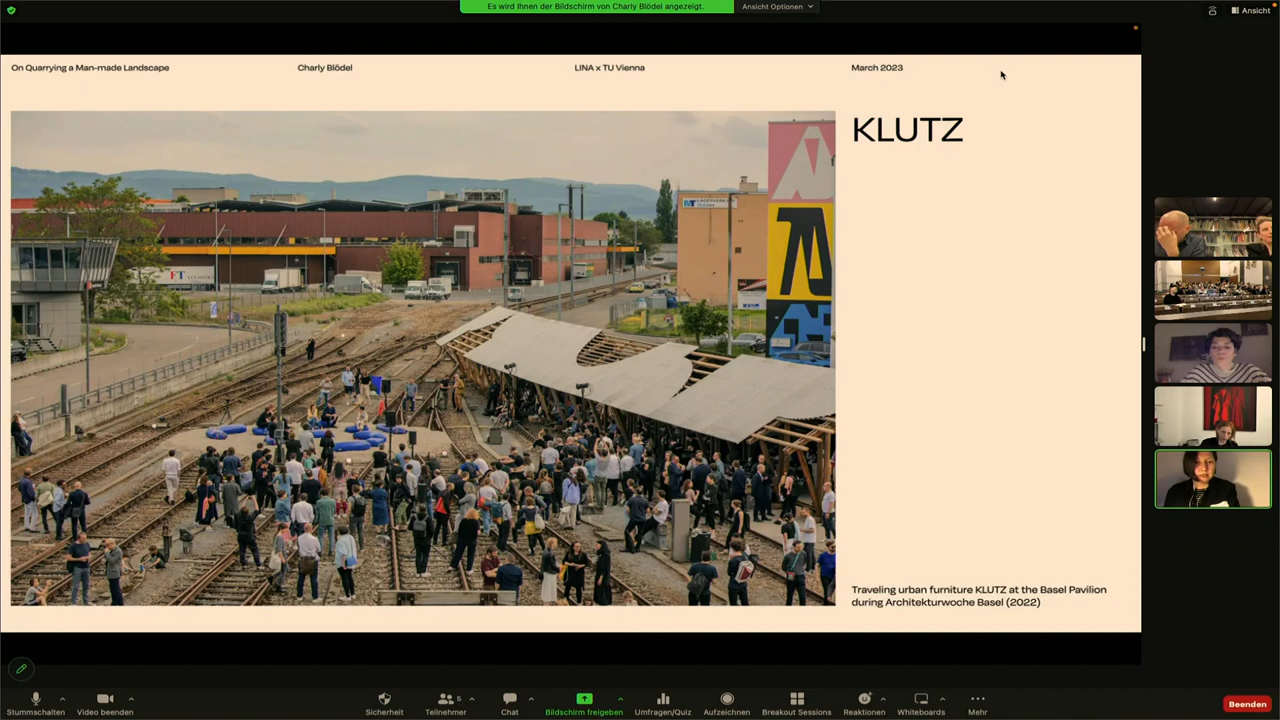 Es wird Ihnen der Bildschirm von Charly Blödel angezeigt.
Ansicht Optionen
Ansicht
On Quarrying a Man-made Landscape
Charly Blödel
LINA x TU Vienna
March 2023
KLUTZ
FT
Traveling urban furniture KLUTZ at the Basel Pavilion
during Architekturwoche Basel (2022)
Stummschalten
Video beenden
Sicherheit
6
Teilnehmer
Chat
Bildschirm freigeben
Umfragen/Quiz
Aufzeichnen
Breakout Sessions
Reaktionen
Whiteboards
Mehr
Beenden